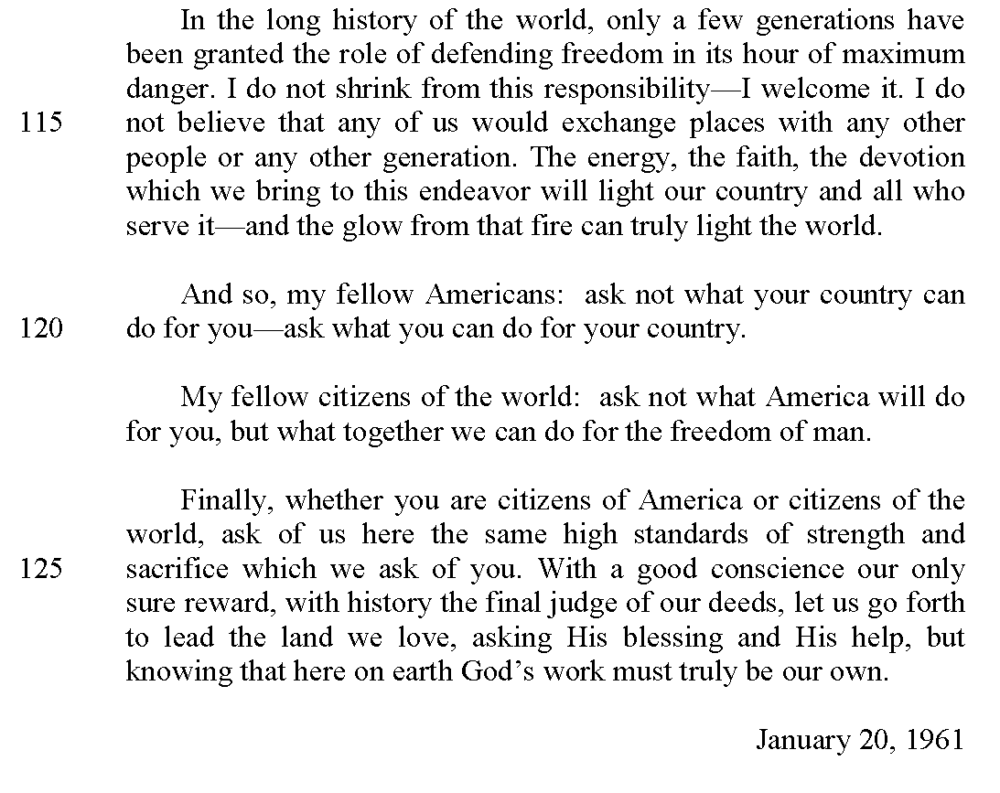 In the long history of the world, only a few generations have
been granted the role of defending freedom in its hour of maximum
danger. I do not shrink from this responsibility—I welcome it. I do
115 not believe that any of us would exchange places with any other
people or any other generation. The energy, the faith, the devotion
which we bring to this endeavor will light our country and all who
serve it—and the glow from that fire can truly light the world.
And so, my fellow Americans:  ask not what your country can
120 do for you—ask what you can do for your country.
My fellow citizens of the world:  ask not what America will do
for you, but what together we can do for the freedom of man.
Finally, whether you are citizens of America or citizens of the
world, ask of us here the same high standards of strength and
125 sacrifice which we ask of you. With a good conscience our only
sure reward, with history the final judge of our deeds, let us go forth
to lead the land we love, asking His blessing and His help, but
knowing that here on earth God’s work must truly be our own.
January 20, 1961